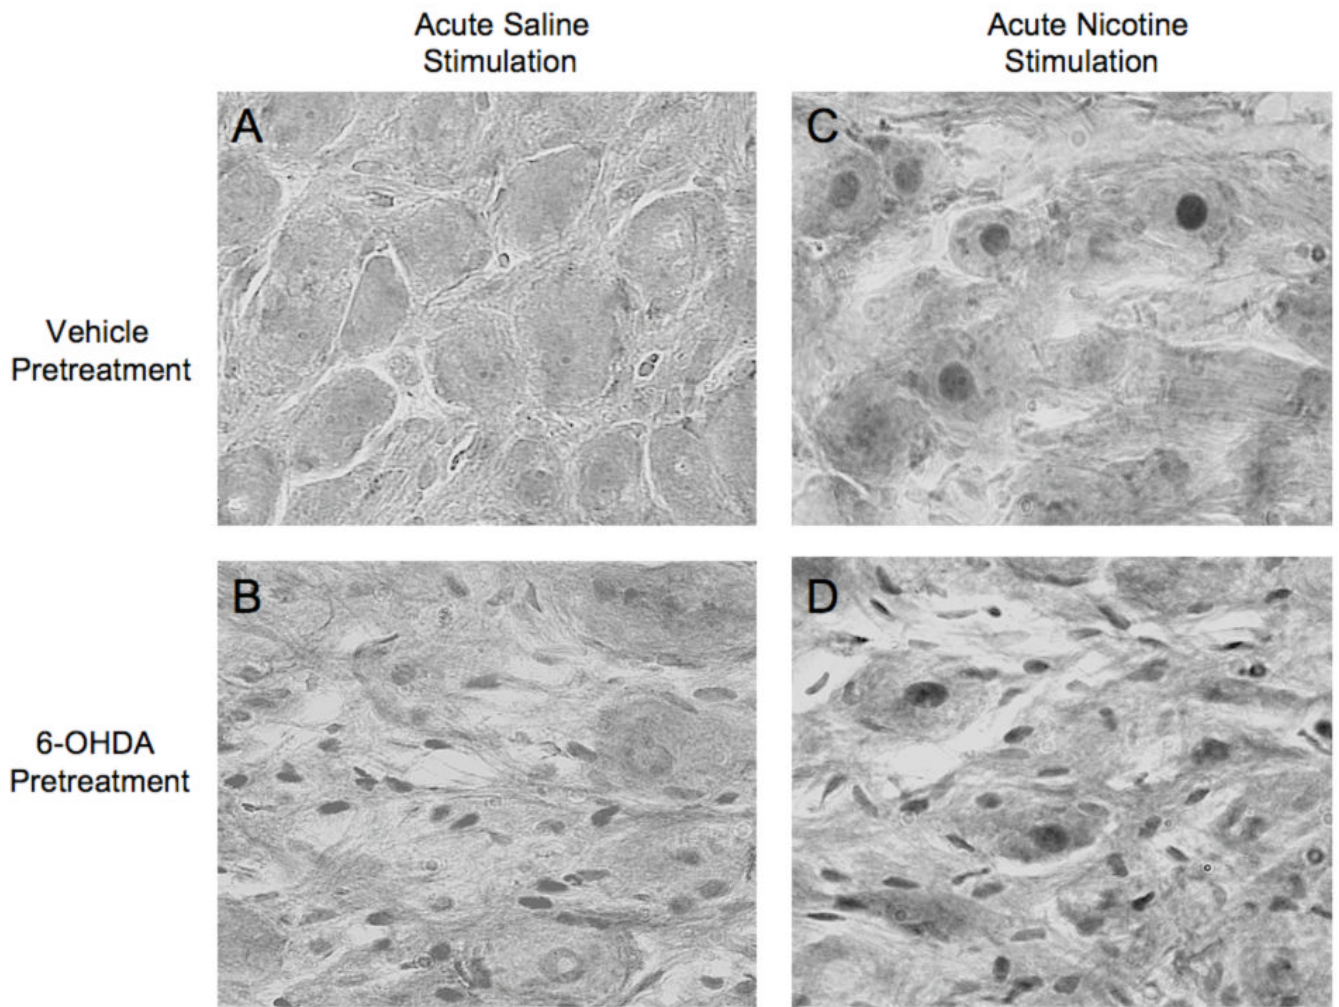 Acute Saline
Stimulation
Acute Nicotine
Stimulation
A
C
Vehicle
Pretreatment
B
D
6-OHDA
Pretreatment